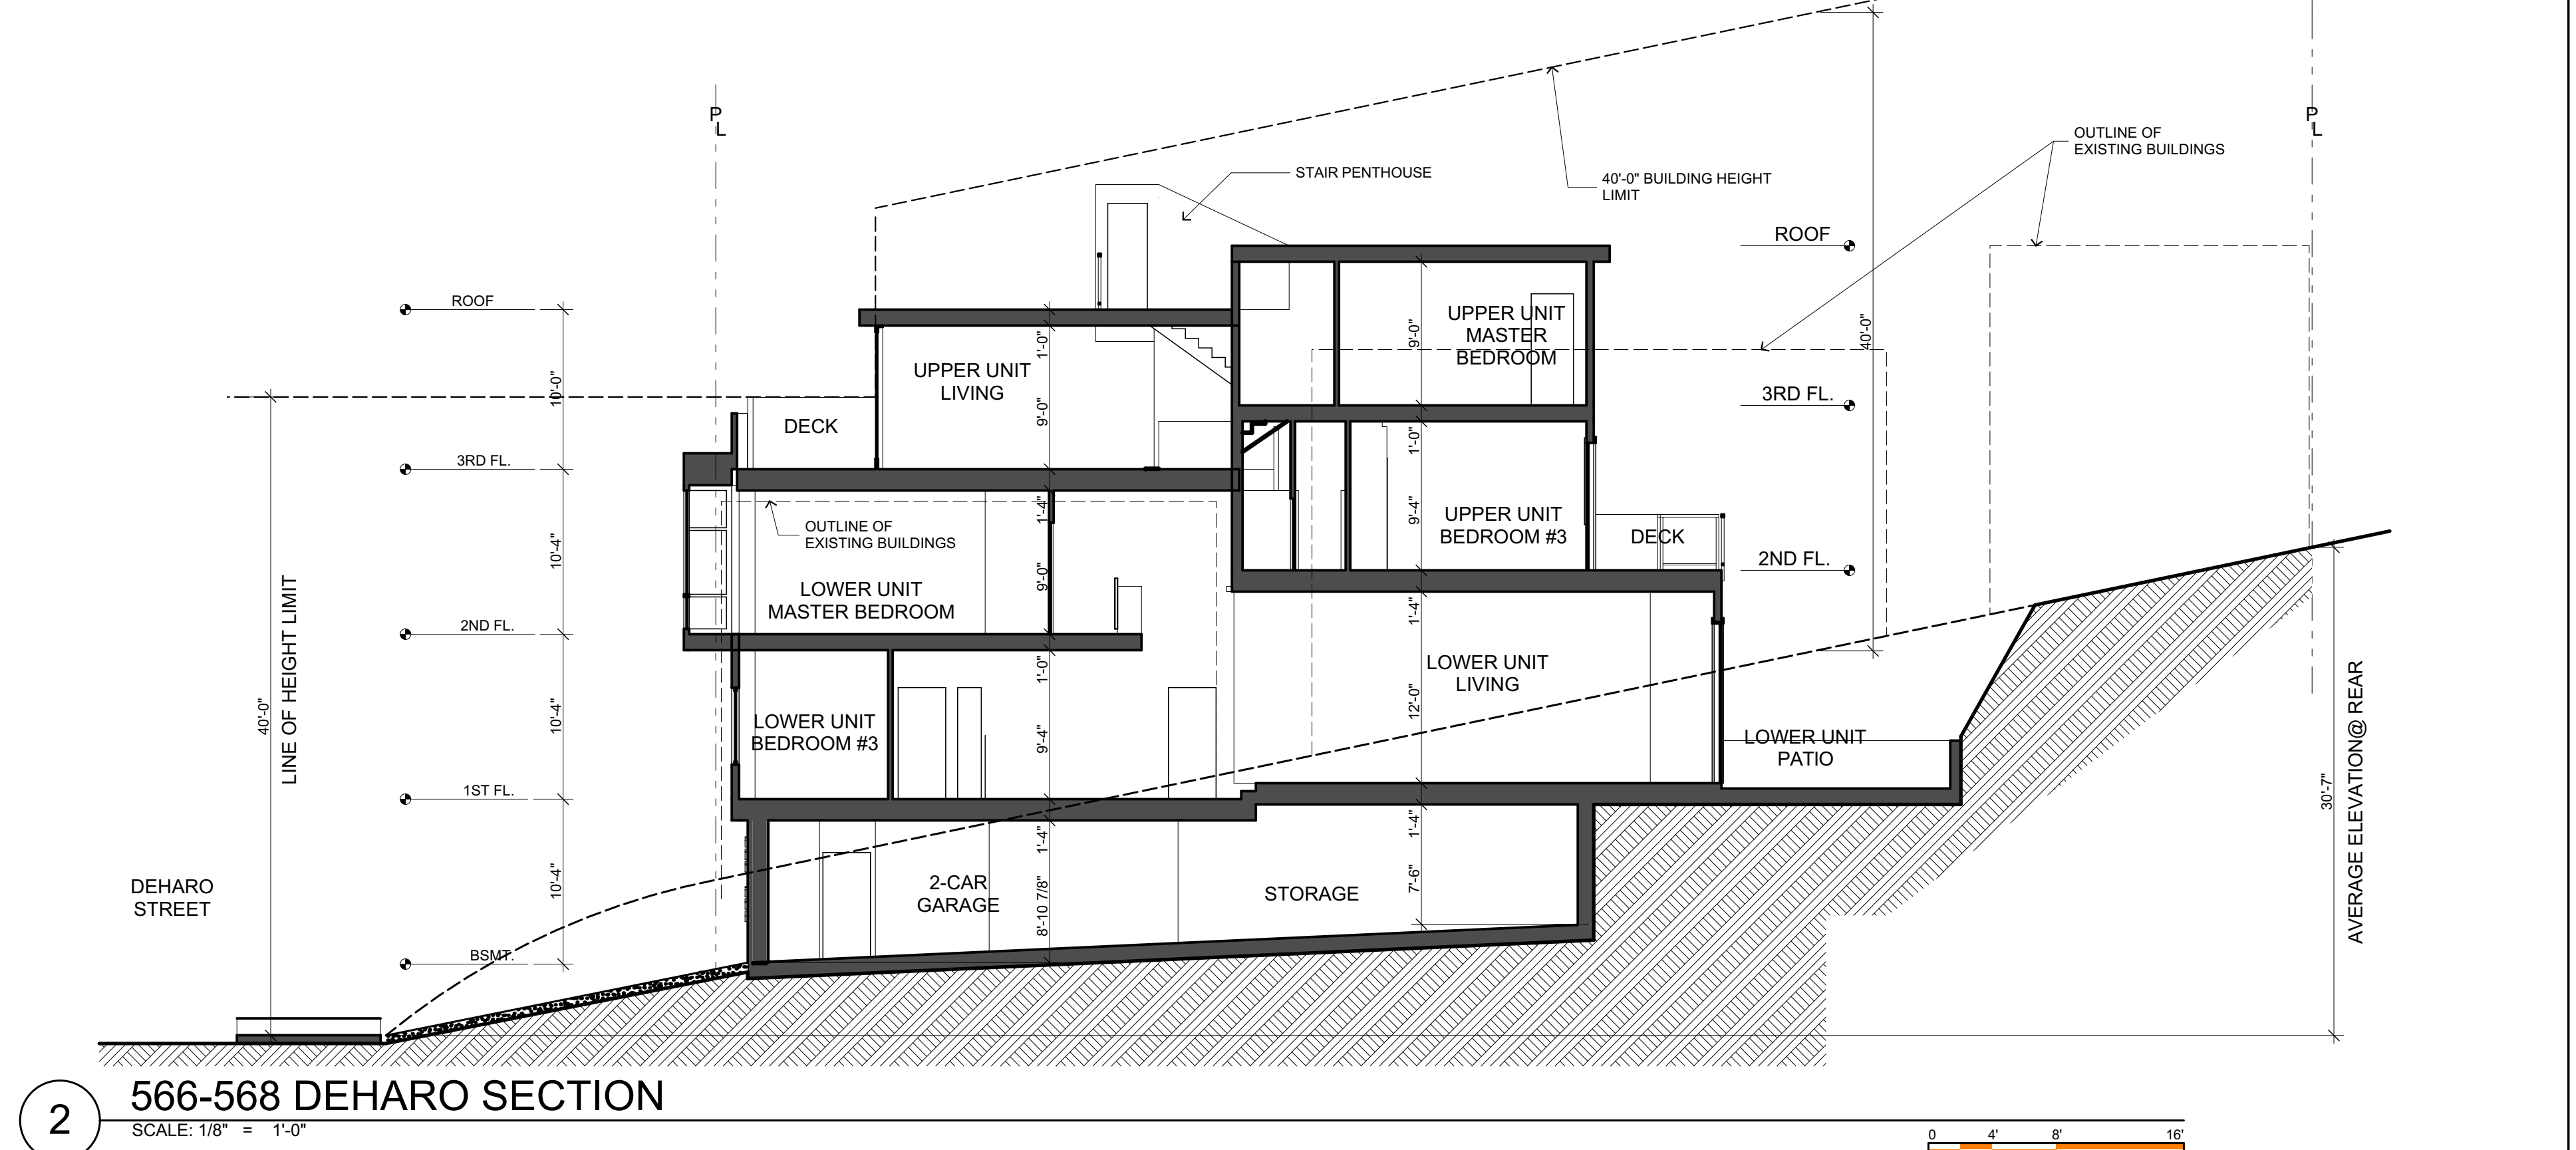 P
L
P
L
OUTLINE OF
EXISTING BUILDINGS
STAIR PENTHOUSE
40'-0" BUILDING HEIGHT
LIMIT
ROOF
ROOF
UPPER UNIT
MASTER
BEDROOM
9'-0"
40'-0"
1'-0"
UPPER UNIT
LIVING
10'-0"
3RD FL.
9'-0"
DECK
1'-0"
3RD FL.
1'-4"
9'-4"
UPPER UNIT
BEDROOM #3
DECK
OUTLINE OF
EXISTING BUILDINGS
10'-4"
2ND FL.
9'-0"
LOWER UNIT
MASTER BEDROOM
1'-4"
2ND FL.
1'-0"
LOWER UNIT
LIVING
LINE OF HEIGHT LIMIT
40'-0"
10'-4"
12'-0"
LOWER UNIT
BEDROOM #3
9'-4"
LOWER UNIT
PATIO
1ST FL.
30'-7"
AVERAGE ELEVATION@ REAR
1'-4"
1'-4"
DEHARO
STREET
10'-4"
2-CAR
GARAGE
8'-10 7/8"
STORAGE
7'-6"
BSMT.
2
566-568 DEHARO SECTION
SCALE: 1/8" = 1'-0"
0 4' 8' 16'